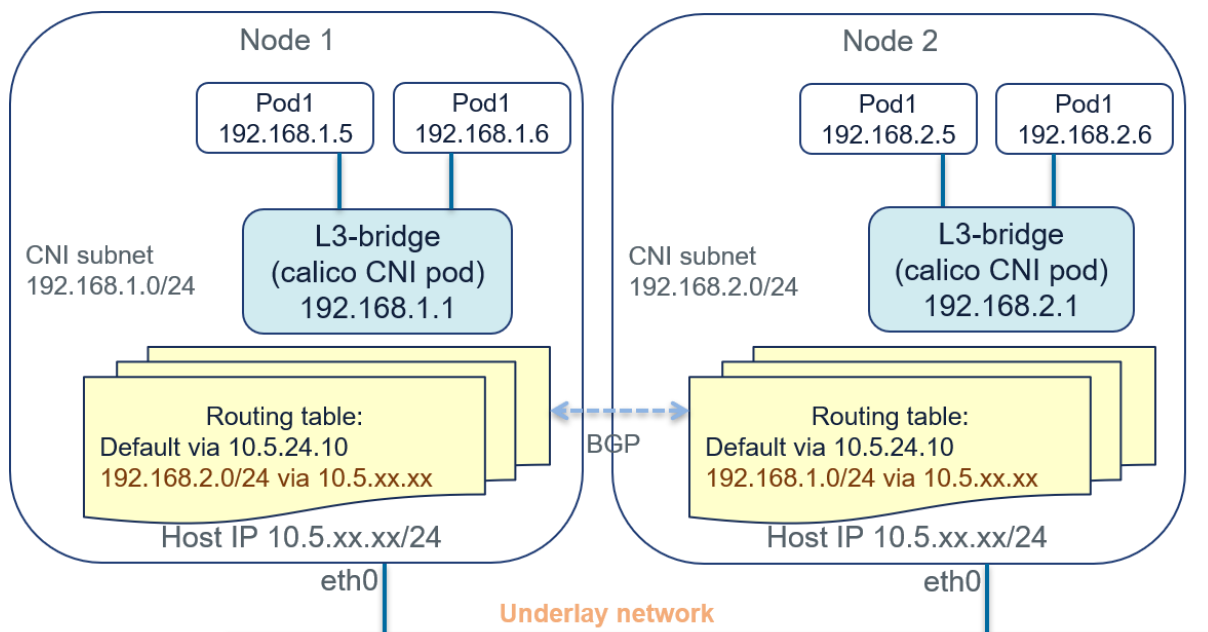 Node 1
Pod1
192.168.1.5
Pod1
192.168.1.6
CNI subnet
192.168.1.0/24
L3-bridge
(calico CNI pod)
192.168.1.1
Routing table:
Default via 10.5.24.10
192.168.2.0/24 via 10.5.xx.xx
Host IP 10.5.xx.xx/24
eth0
BGP
Node 2
Pod1
192.168.2.5
Pod1
192.168.2.6
CNI subnet
192.168.2.0/24
L3-bridge
(calico CNI pod)
192.168.2.1
Routing table:
Default via 10.5.24.10
192.168.1.0/24 via 10.5.xx.xx
Host IP 10.5.xx.xx/24
eth0
Underlay network